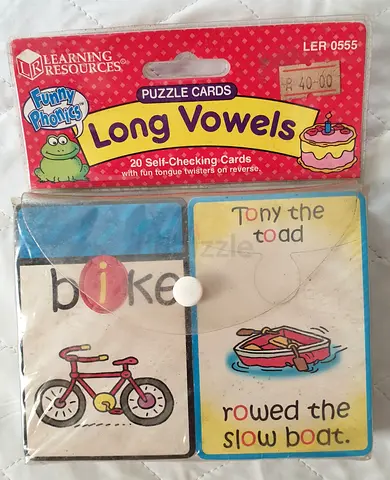 LEARNING RESOURCES®
LER 0555
Funny Phonics™
PUZZLE CARDS
R 40-00
Long Vowels
20 Self-Checking Cards
with fun tongue twisters on reverse
bike
Tony the
toad
rowed the
slow boat.